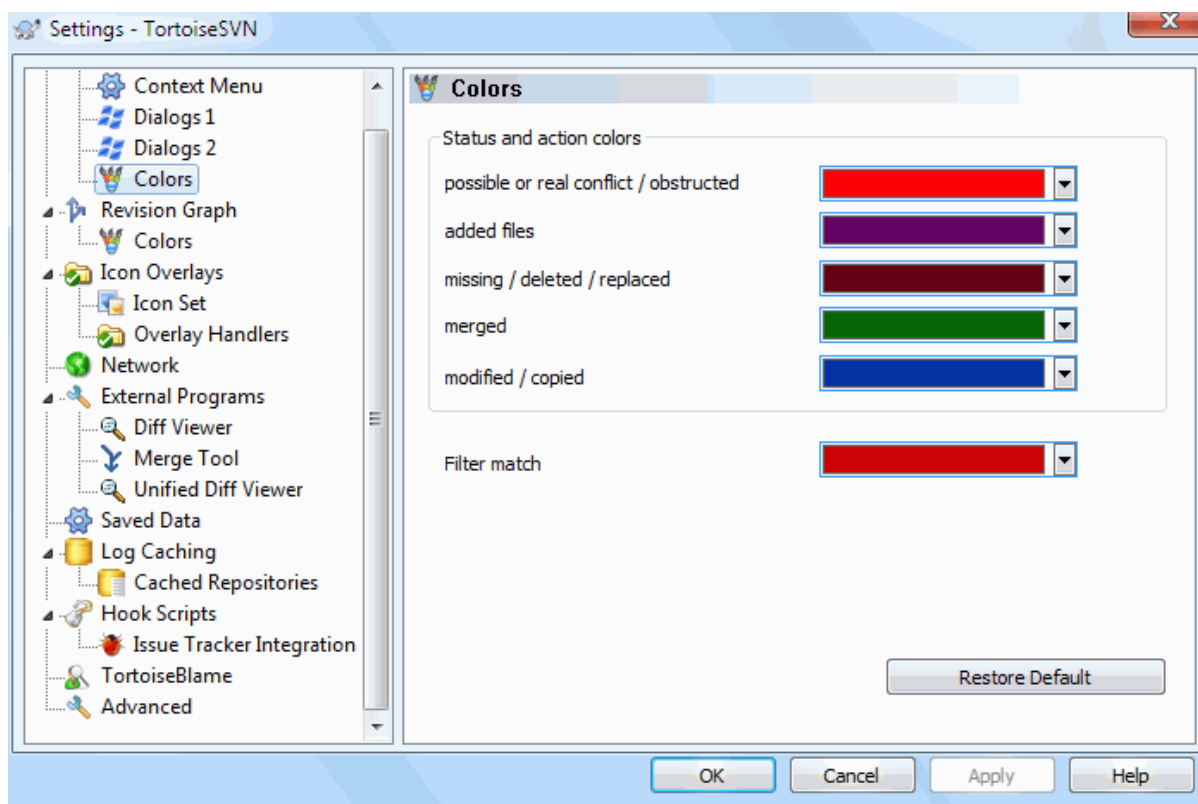 Settings - TortoiseSVN
Context Menu
Dialogs 1
Dialogs 2
Colors
Revision Graph
Colors
Icon Overlays
Icon Set
Overlay Handlers
Network
External Programs
Diff Viewer
Merge Tool
Unified Diff Viewer
Saved Data
Log Caching
Cached Repositories
Hook Scripts
Issue Tracker Integration
TortoiseBlame
Advanced
Colors
Status and action colors
possible or real conflict / obstructed
added files
missing / deleted / replaced
merged
modified / copied
Filter match
Restore Default
OK Cancel Apply Help